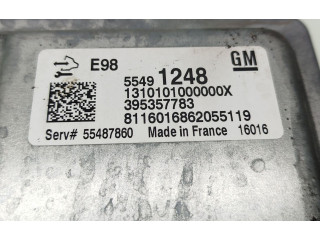 E98
GM
5549 1248
1310101000000X
395357783
8116016862055119
Serv# 55487860 Made in France 16016